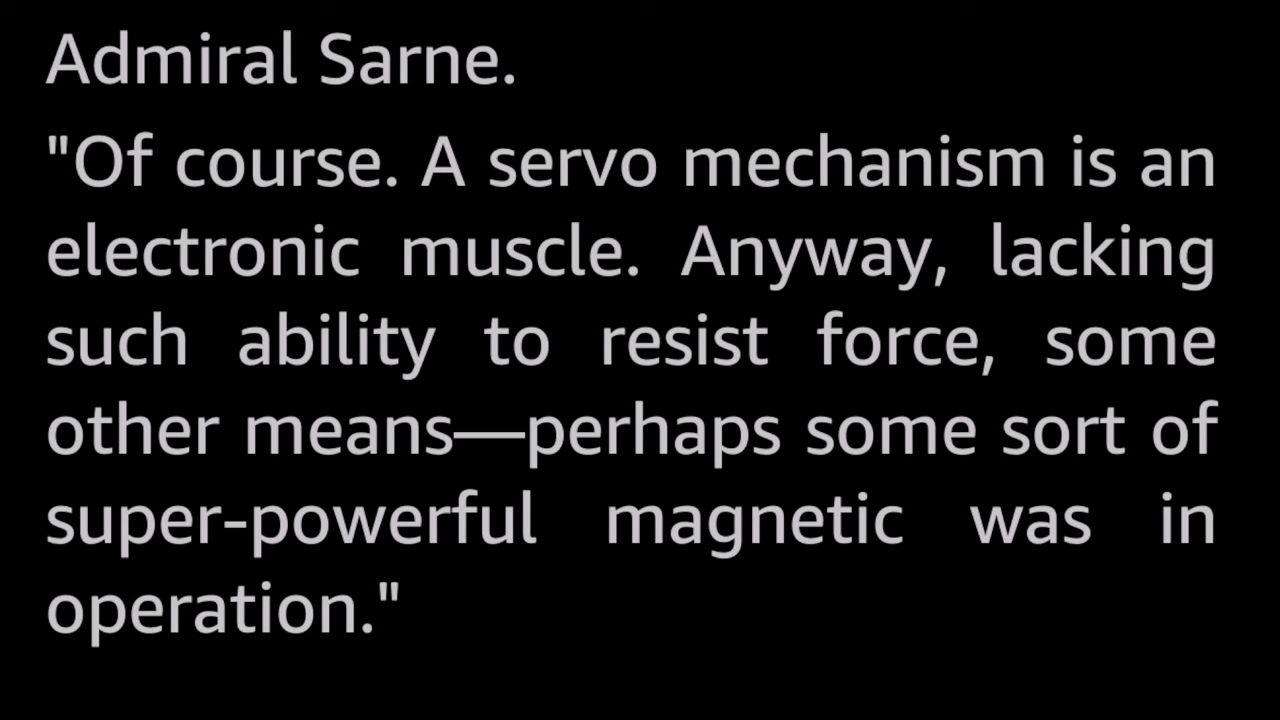 Admiral Sarne.
"Of course. A servo mechanism is an
electronic muscle. Anyway, lacking
such ability to resist force, some
other means—perhaps some sort of
super-powerful magnetic was in
operation."